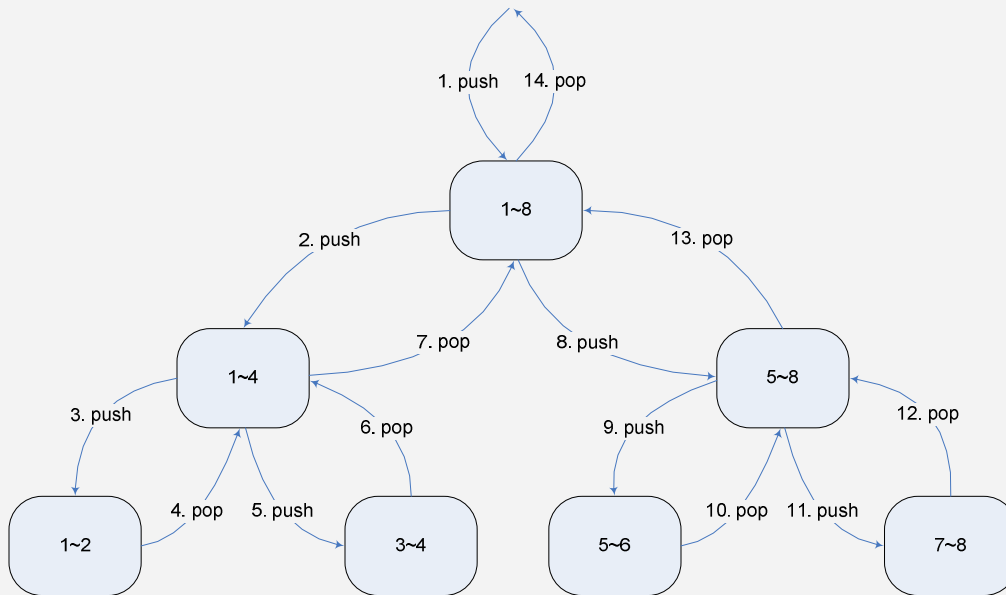 1. push
14. pop
1~8
2. push
13. pop
7. pop
8. push
1~4
5~8
3. push
6. pop
9. push
12. pop
4. pop
5. push
10. pop
11. push
1~2
3~4
5~6
7~8